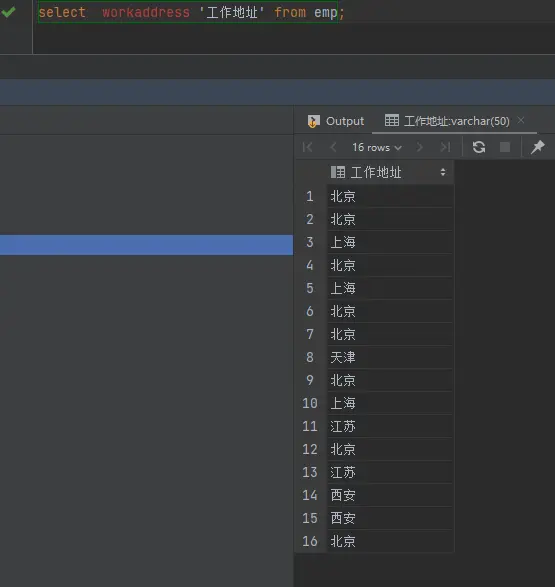 select  workaddress '工作地址' from emp;
Output
工作地址:varchar(50)
16 rows
工作地址
1 北京
2 北京
3 上海
4 北京
5 上海
6 北京
7 北京
8 天津
9 北京
10 上海
11 江苏
12 北京
13 江苏
14 西安
15 西安
16 北京